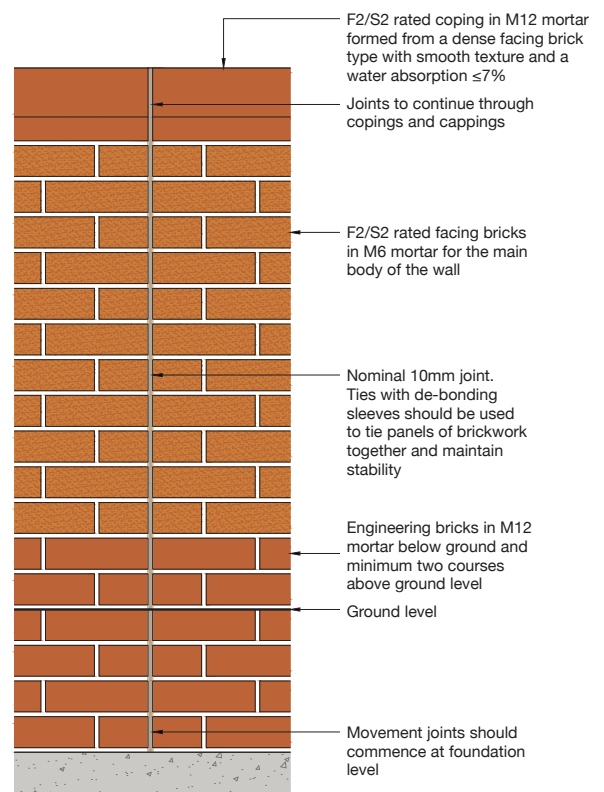 F2/S2 rated coping in M12 mortar
formed from a dense facing brick
type with smooth texture and a
water absorption ≤7%
Joints to continue through
copings and cappings
F2/S2 rated facing bricks
in M6 mortar for the main
body of the wall
Nominal 10mm joint.
Ties with de-bonding
sleeves should be used
to tie panels of brickwork
together and maintain
stability
Engineering bricks in M12
mortar below ground and
minimum two courses
above ground level
Ground level
Movement joints should
commence at foundation
level